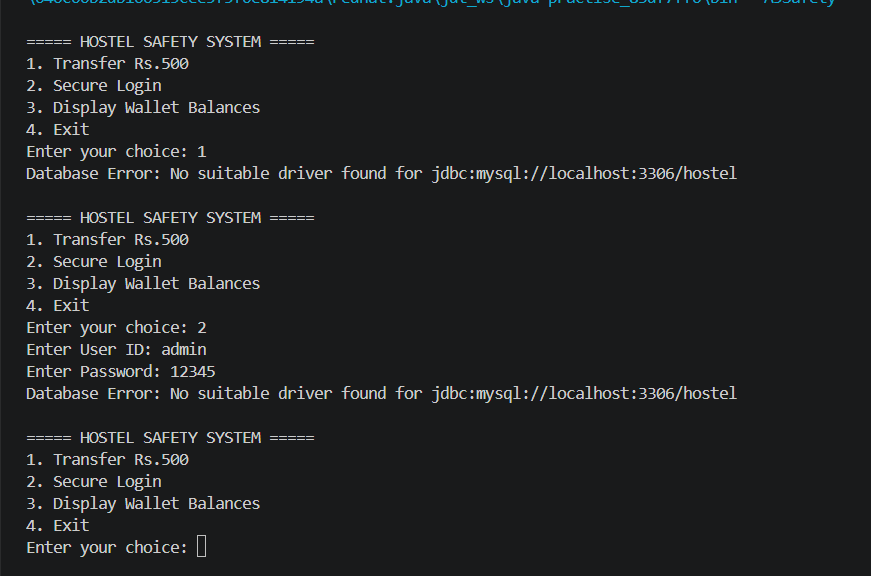 ===== HOSTEL SAFETY SYSTEM =====
1. Transfer Rs.500
2. Secure Login
3. Display Wallet Balances
4. Exit
Enter your choice: 1
Database Error: No suitable driver found for jdbc:mysql://localhost:3306/hostel
===== HOSTEL SAFETY SYSTEM =====
1. Transfer Rs.500
2. Secure Login
3. Display Wallet Balances
4. Exit
Enter your choice: 2
Enter User ID: admin
Enter Password: 12345
Database Error: No suitable driver found for jdbc:mysql://localhost:3306/hostel
===== HOSTEL SAFETY SYSTEM =====
1. Transfer Rs.500
2. Secure Login
3. Display Wallet Balances
4. Exit
Enter your choice: